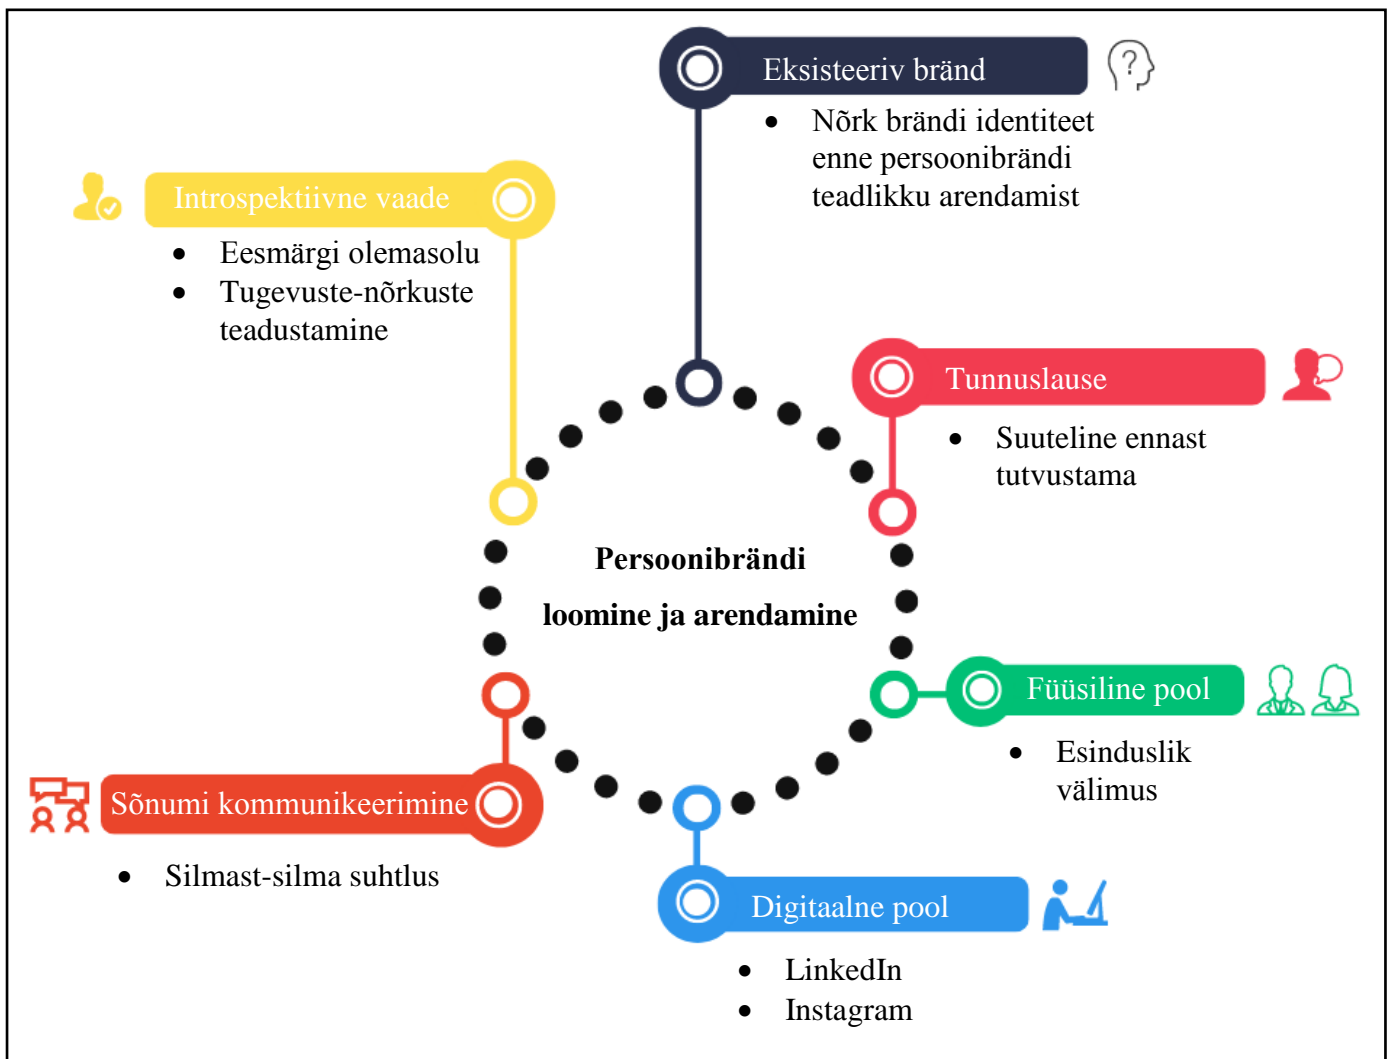 Eksisteeriv bränd
• Nõrk brändi identiteet
enne persoonibrändi
teadlikku arendamist
Introspektiivne vaade
• Eesmärgi olemasolu
• Tugevuste-nõrkuste
teadustamine
Tunnuslause
• Suuteline ennast
tutvustama
Persoonibrändi
loomine ja arendamine
Füüsiline pool
• Esinduslik
välimus
Sõnumi kommunikeerimine
• Silmast-silma suhtlus
Digitaalne pool
• LinkedIn
• Instagram